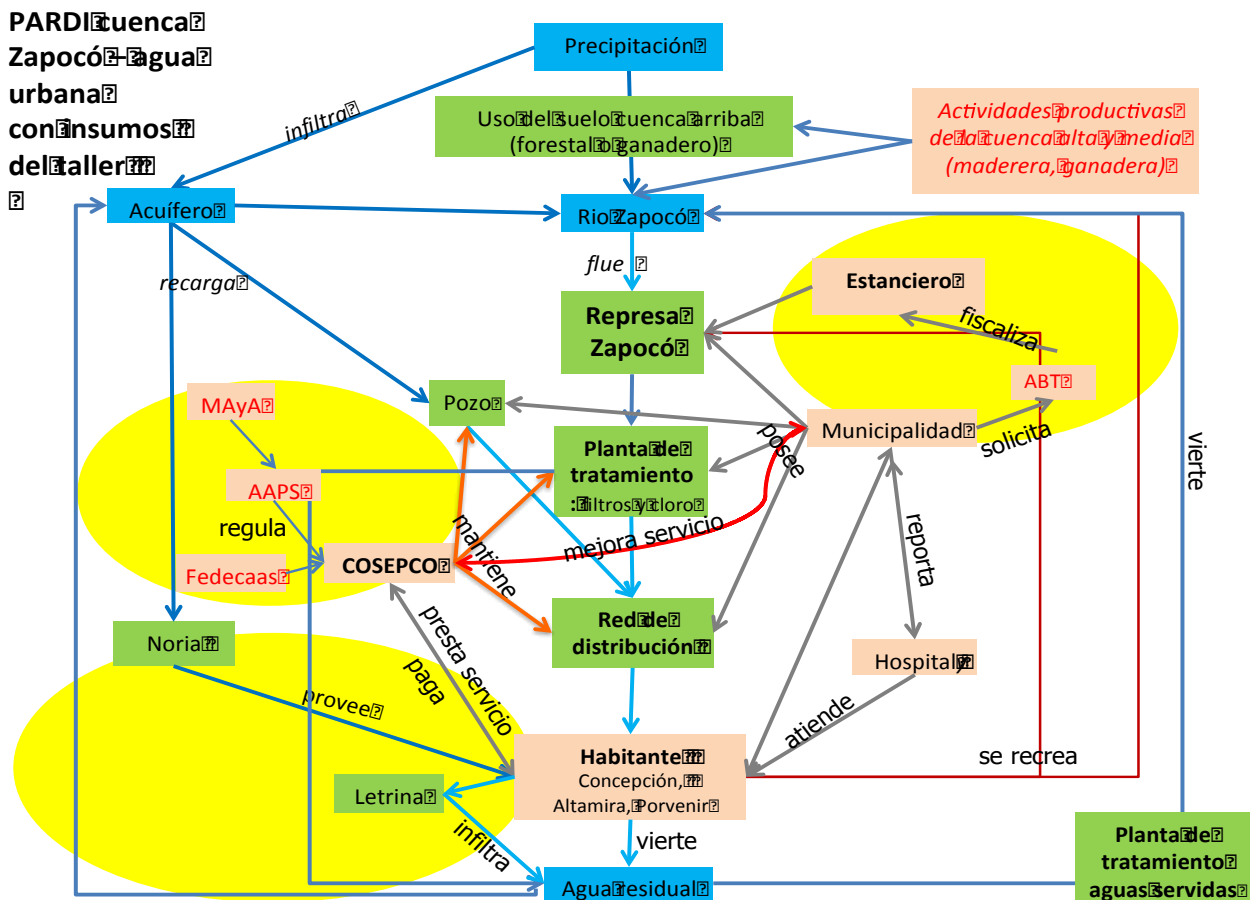 PARDI cuenca
Zapocó – agua
urbana
con insumos
del taller
Precipitación
infiltra
Uso del suelo cuenca arriba
(forestal o ganadero)
Actividades productivas
de la cuenca alta y media
(maderera, ganadera)
Acuífero
Rio Zapocó
recarga
flue
Estanciero
Represa
Zapocó
fiscaliza
MAyA
Pozo
ABT
Municipalidad
solicita
posee
vierte
Planta de
tratamiento
: filtros y cloro
AAPS
regula
mantiene
mejora servicio
COSEPCO
Fedecaas
reporta
Red de
distribución
Noria
presta servicio
paga
Hospital
provee
atiende
Habitante
Concepción,
Altamira, Porvenir
se recrea
Letrina
infiltra
vierte
Agua residual
Planta de
tratamiento
aguas servidas